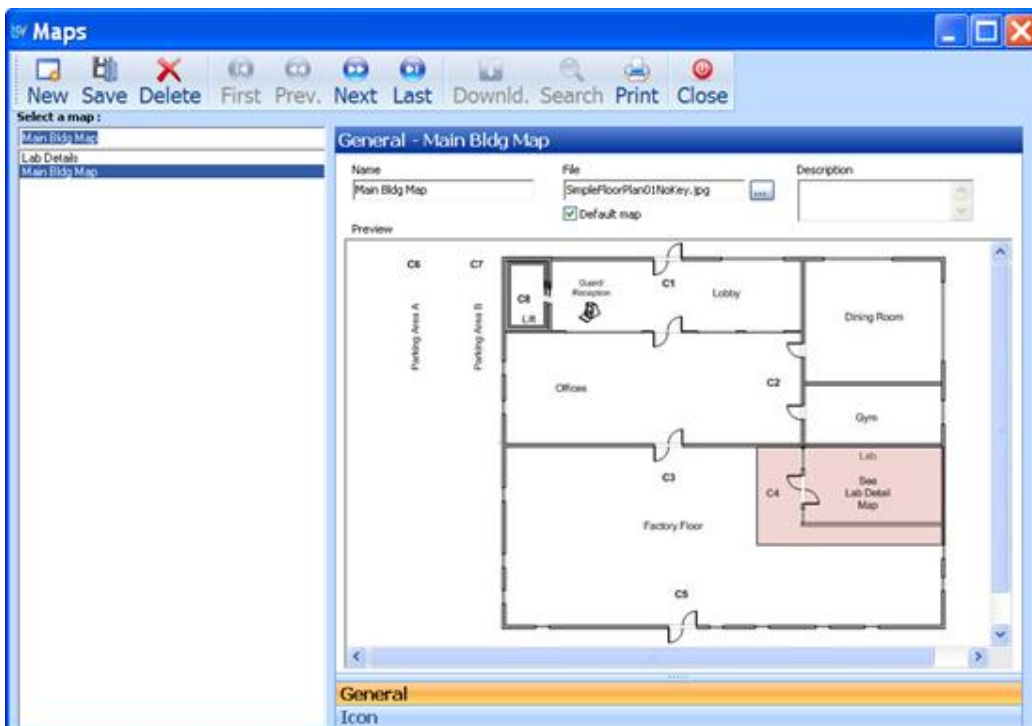 Maps
New Save Delete First Prev. Next Last Downld. Search Print Close
Select a map :
Main Bldg Map
Lab Details
Main Bldg Map
General - Main Bldg Map
Name File Description
Main Bldg Map SimpleFloorPlan01NoKey.jpg ...
Default map
Preview
C6 C7
C8
Lift
Guard/
Reception
C1
Lobby
Dining Room
Parking Area A
Parking Area B
Offices
C2
Gym
C3
Lab
See
Lab Detail
Map
C4
Factory Floor
C5
General
Icon